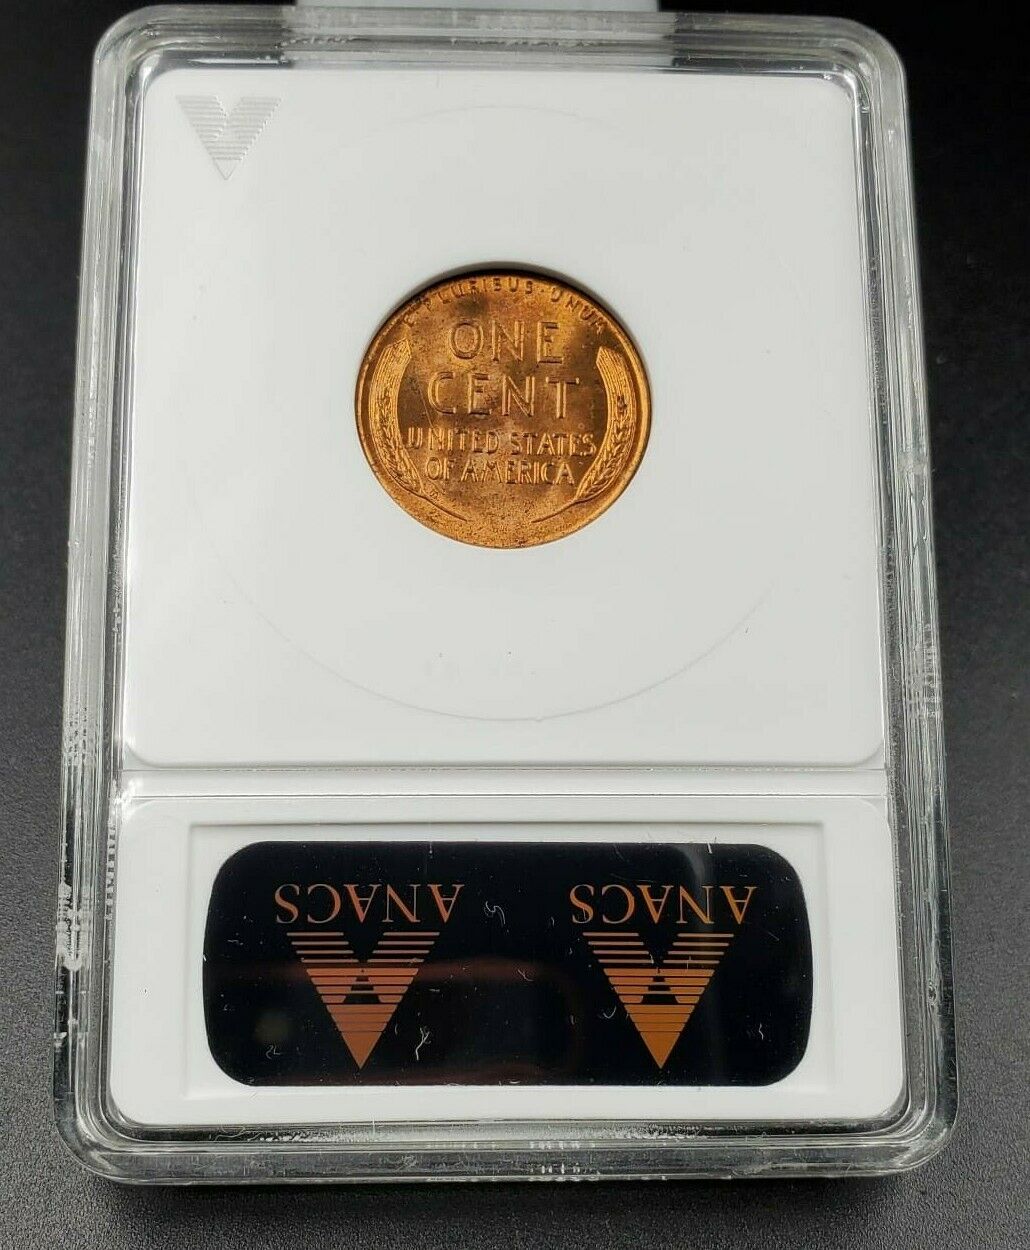 E·PLURIBUS·UNUM
ONE
CENT
UNITED STATES
OF AMERICA
ANACS ANACS
A A